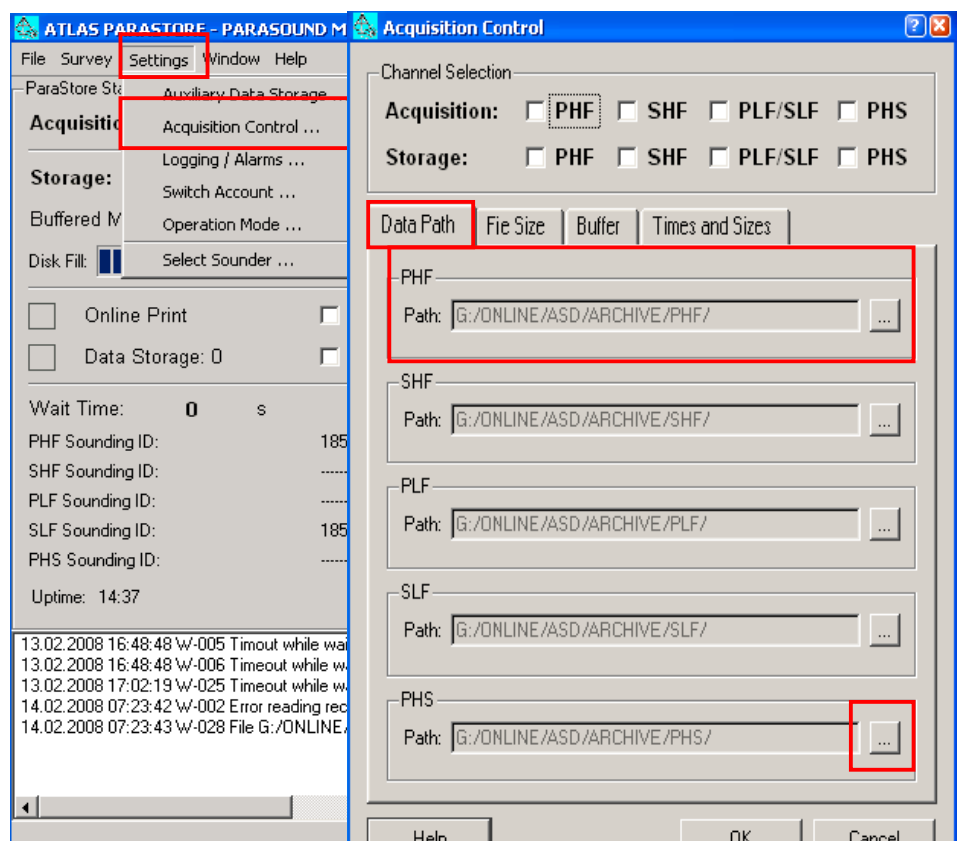 ATLAS PARASTORE - PARASOUND M
File Survey Settings Window Help
ParaStore Sta
Acquisitio
Storage:
Buffered M
Disk Fill:
Auxiliary Data Storage ...
Acquisition Control ...
Logging / Alarms ...
Switch Account ...
Operation Mode ...
Select Sounder ...
Online Print
Data Storage: 0
Wait Time: 0 s
PHF Sounding ID: 185
SHF Sounding ID: -----
PLF Sounding ID: -----
SLF Sounding ID: 185
PHS Sounding ID: -----
Uptime: 14:37
13.02.2008 16:48:48 W-005 Timout while wai
13.02.2008 16:48:48 W-006 Timeout while wa
13.02.2008 17:02:19 W-025 Timeout while wa
14.02.2008 07:23:42 W-002 Error reading rec
14.02.2008 07:23:43 W-028 File G:/ONLINE/
Acquisition Control
Channel Selection
Acquisition: PHF SHF PLF/SLF PHS
Storage: PHF SHF PLF/SLF PHS
Data Path Fie Size Buffer Times and Sizes
PHF
Path: G:/ONLINE/ASD/ARCHIVE/PHF/ ...
SHF
Path: G:/ONLINE/ASD/ARCHIVE/SHF/ ...
PLF
Path: G:/ONLINE/ASD/ARCHIVE/PLF/ ...
SLF
Path: G:/ONLINE/ASD/ARCHIVE/SLF/ ...
PHS
Path: G:/ONLINE/ASD/ARCHIVE/PHS/ ...
Help OK Cancel